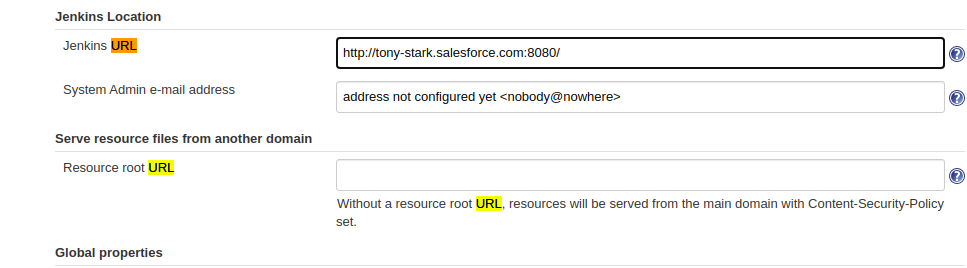 Jenkins Location
Jenkins URL
http://tony-stark.salesforce.com:8080/
System Admin e-mail address
address not configured yet <nobody@nowhere>
Serve resource files from another domain
Resource root URL
Without a resource root URL, resources will be served from the main domain with Content-Security-Policy
set.
Global properties